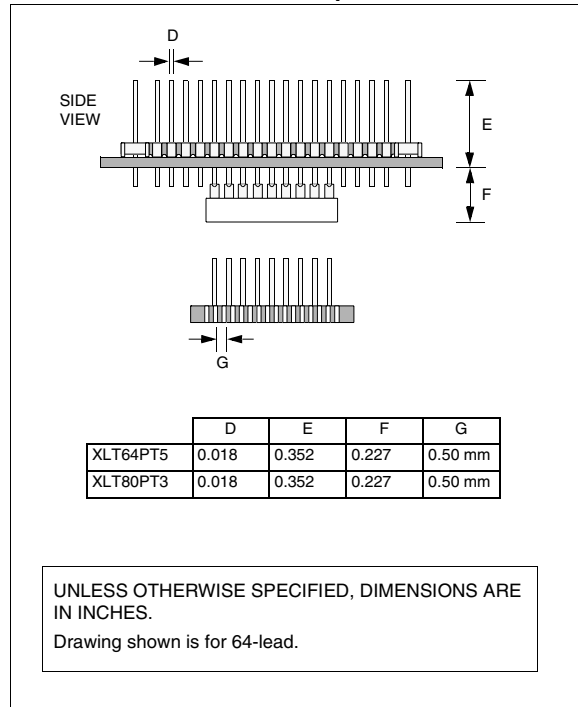 D
SIDE
VIEW
E
F
G
D E F G
XLT64PT5 0.018 0.352 0.227 0.50 mm
XLT80PT3 0.018 0.352 0.227 0.50 mm
UNLESS OTHERWISE SPECIFIED, DIMENSIONS ARE
IN INCHES.
Drawing shown is for 64-lead.